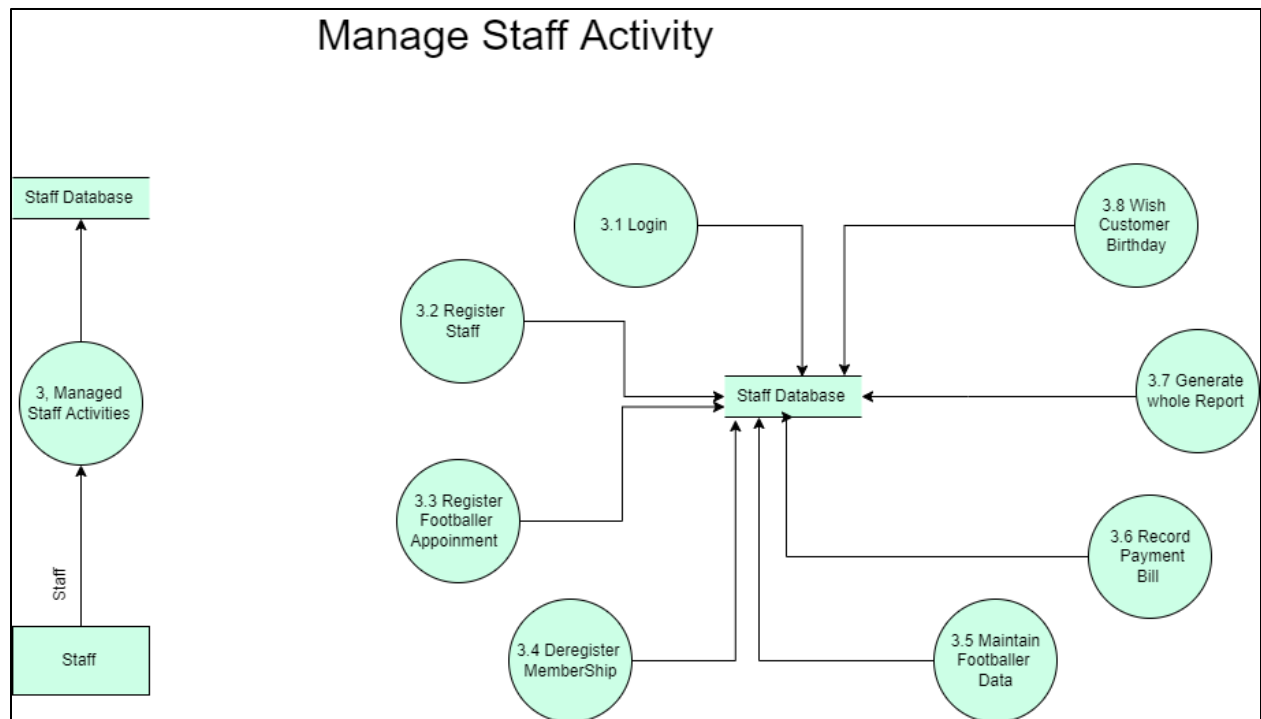 Manage Staff Activity
Staff Database
3, Managed
Staff Activities
Staff
Staff
3.1 Login
3.8 Wish
Customer
Birthday
3.2 Register
Staff
Staff Database
3.7 Generate
whole Report
3.3 Register
Footballer
Appoinment
3.6 Record
Payment
Bill
3.4 Deregister
MemberShip
3.5 Maintain
Footballer
Data